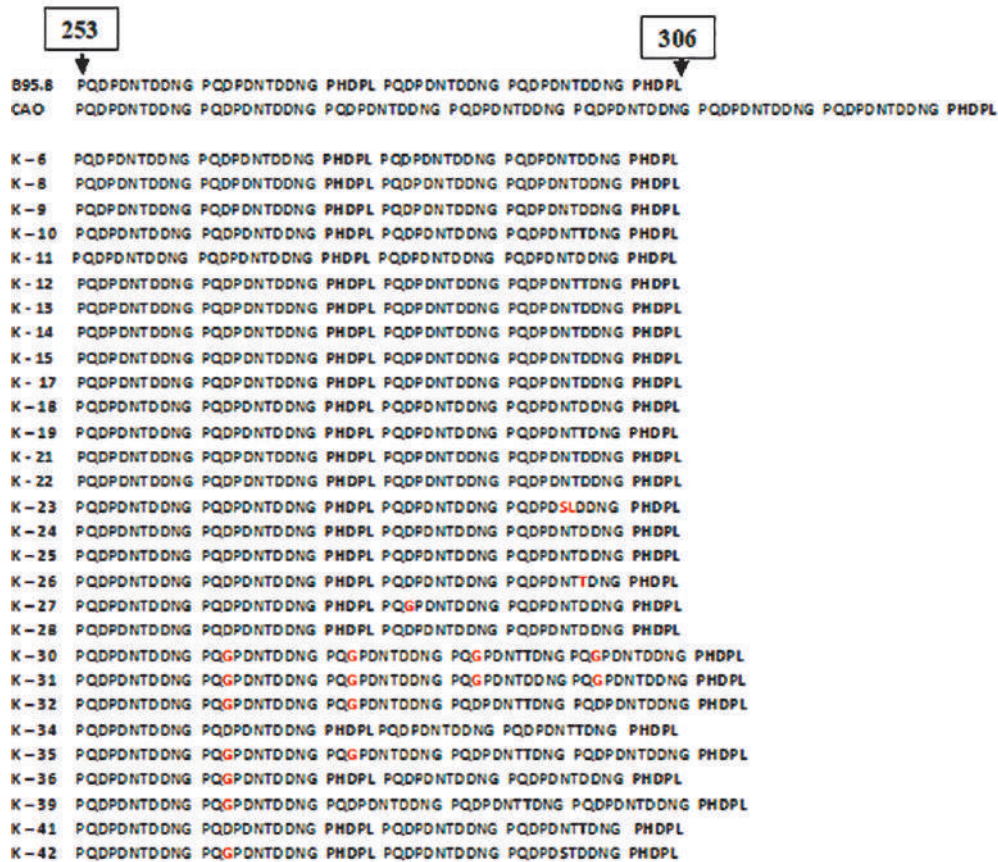 253 306
B95.8 PQDPDNTDDNG PQDPDNTDDNG PHDPL PQDPDNTDDNG PQDPDNTDDNG PHDPL
CAO PQDPDNTDDNG PQDPDNTDDNG PQDPDNTDDNG PQDPDNTDDNG PQDPDNTDDNG PQDPDNTDDNG PQDPDNTDDNG PHDPL
K-6 PQDPDNTDDNG PQDPDNTDDNG PHDPL PQDPDNTDDNG PQDPDNTDDNG PHDPL
K-8 PQDPDNTDDNG PQDPDNTDDNG PHDPL PQDPDNTDDNG PQDPDNTDDNG PHDPL
K-9 PQDPDNTDDNG PQDPDNTDDNG PHDPL PQDPDNTDDNG PQDPDNTDDNG PHDPL
K-10 PQDPDNTDDNG PQDPDNTDDNG PHDPL PQDPDNTDDNG PQDPDNTTDNG PHDPL
K-11 PQDPDNTDDNG PQDPDNTDDNG PHDPL PQDPDNTDDNG PQDPDNTDDNG PHDPL
K-12 PQDPDNTDDNG PQDPDNTDDNG PHDPL PQDPDNTDDNG PQDPDNTTDNG PHDPL
K-13 PQDPDNTDDNG PQDPDNTDDNG PHDPL PQDPDNTDDNG PQDPDNTDDNG PHDPL
K-14 PQDPDNTDDNG PQDPDNTDDNG PHDPL PQDPDNTDDNG PQDPDNTDDNG PHDPL
K-15 PQDPDNTDDNG PQDPDNTDDNG PHDPL PQDPDNTDDNG PQDPDNTDDNG PHDPL
K-17 PQDPDNTDDNG PQDPDNTDDNG PHDPL PQDPDNTDDNG PQDPDNTDDNG PHDPL
K-18 PQDPDNTDDNG PQDPDNTDDNG PHDPL PQDPDNTDDNG PQDPDNTDDNG PHDPL
K-19 PQDPDNTDDNG PQDPDNTDDNG PHDPL PQDPDNTDDNG PQDPDNTTDNG PHDPL
K-21 PQDPDNTDDNG PQDPDNTDDNG PHDPL PQDPDNTDDNG PQDPDNTDDNG PHDPL
K-22 PQDPDNTDDNG PQDPDNTDDNG PHDPL PQDPDNTDDNG PQDPDNTDDNG PHDPL
K-23 PQDPDNTDDNG PQDPDNTDDNG PHDPL PQDPDNTDDNG PQDPDSLDDNG PHDPL
K-24 PQDPDNTDDNG PQDPDNTDDNG PHDPL PQDPDNTDDNG PQDPDNTDDNG PHDPL
K-25 PQDPDNTDDNG PQDPDNTDDNG PHDPL PQDPDNTDDNG PQDPDNTDDNG PHDPL
K-26 PQDPDNTDDNG PQDPDNTDDNG PHDPL PQDPDNTDDNG PQDPDNTTDNG PHDPL
K-27 PQDPDNTDDNG PQDPDNTDDNG PHDPL PQGPDNTDDNG PQDPDNTDDNG PHDPL
K-28 PQDPDNTDDNG PQDPDNTDDNG PHDPL PQDPDNTDDNG PQDPDNTDDNG PHDPL
K-30 PQDPDNTDDNG PQGPDNTDDNG PQGPDNTDDNG PQGPDNTTDNG PQGPDNTDDNG PHDPL
K-31 PQDPDNTDDNG PQGPDNTDDNG PQGPDNTDDNG PQGPDNTDDNG PQGPDNTDDNG PHDPL
K-32 PQDPDNTDDNG PQGPDNTDDNG PQGPDNTDDNG PQDPDNTTDNG PQDPDNTDDNG PHDPL
K-34 PQDPDNTDDNG PQDPDNTDDNG PHDPL PQDPDNTDDNG PQDPDNTTDNG PHDPL
K-35 PQDPDNTDDNG PQGPDNTDDNG PQGPDNTDDNG PQDPDNTTDNG PQDPDNTDDNG PHDPL
K-36 PQDPDNTDDNG PQGPDNTDDNG PHDPL PQDPDNTDDNG PQDPDNTDDNG PHDPL
K-39 PQDPDNTDDNG PQGPDNTDDNG PQDPDNTDDNG PQDPDNTTDNG PQDPDNTDDNG PHDPL
K-41 PQDPDNTDDNG PQDPDNTDDNG PHDPL PQDPDNTDDNG PQDPDNTTDNG PHDPL
K-42 PQDPDNTDDNG PQGPDNTDDNG PHDPL PQDPDNTDDNG PQDPDSTDDNG PHDPL